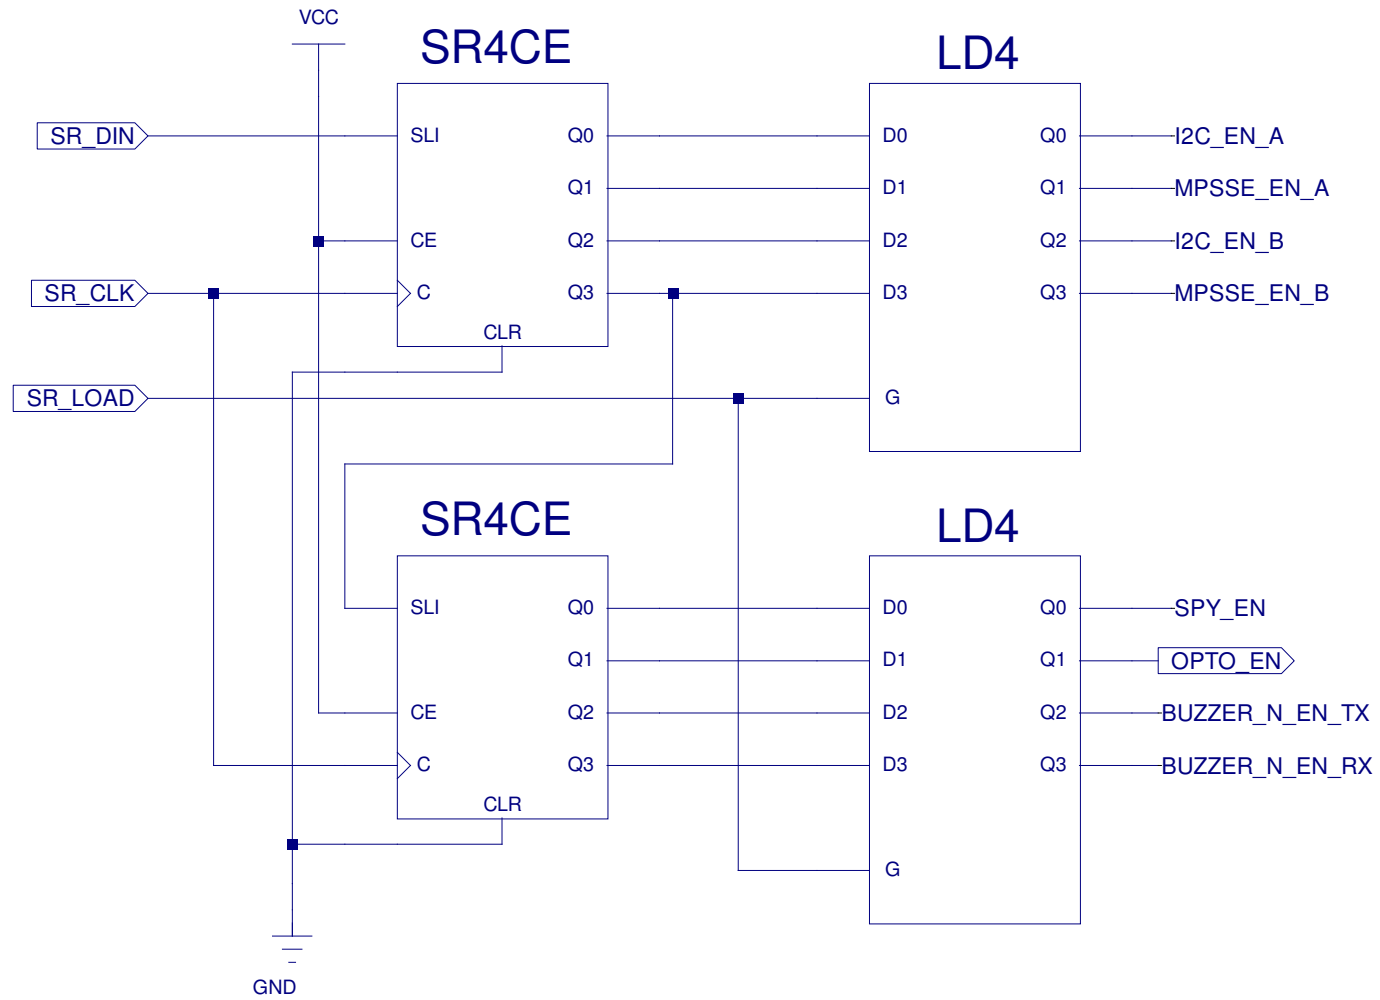 VCC
SR4CE
LD4
SR_DIN
SLI
Q0
D0
Q0
I2C_EN_A
Q1
D1
Q1
MPSSE_EN_A
CE
Q2
D2
Q2
I2C_EN_B
SR_CLK
C
Q3
D3
Q3
MPSSE_EN_B
CLR
SR_LOAD
G
SR4CE
LD4
SLI
Q0
D0
Q0
SPY_EN
Q1
D1
Q1
OPTO_EN
CE
Q2
D2
Q2
BUZZER_N_EN_TX
C
Q3
D3
Q3
BUZZER_N_EN_RX
CLR
G
GND